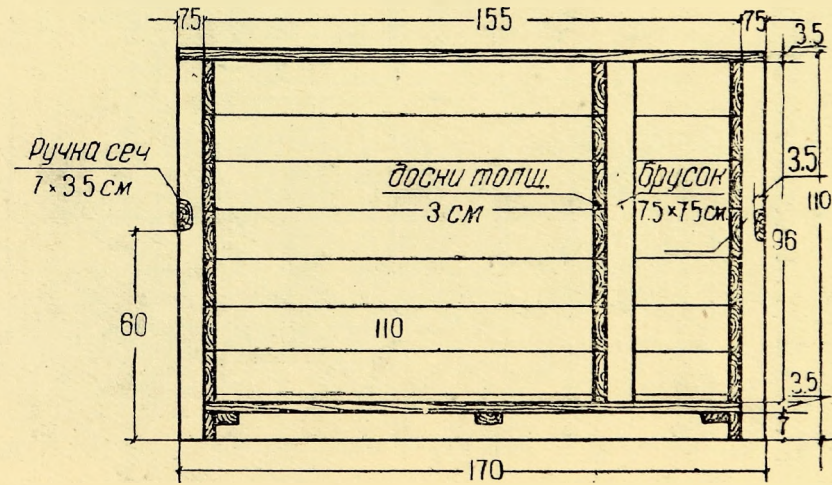 7.5 155 7.5
3.5
Ручка сеч
7×3.5 см
доски толщ.
3 см
брусок
7.5×7.5 см
3.5
110
96
60
110
3.5
7
170